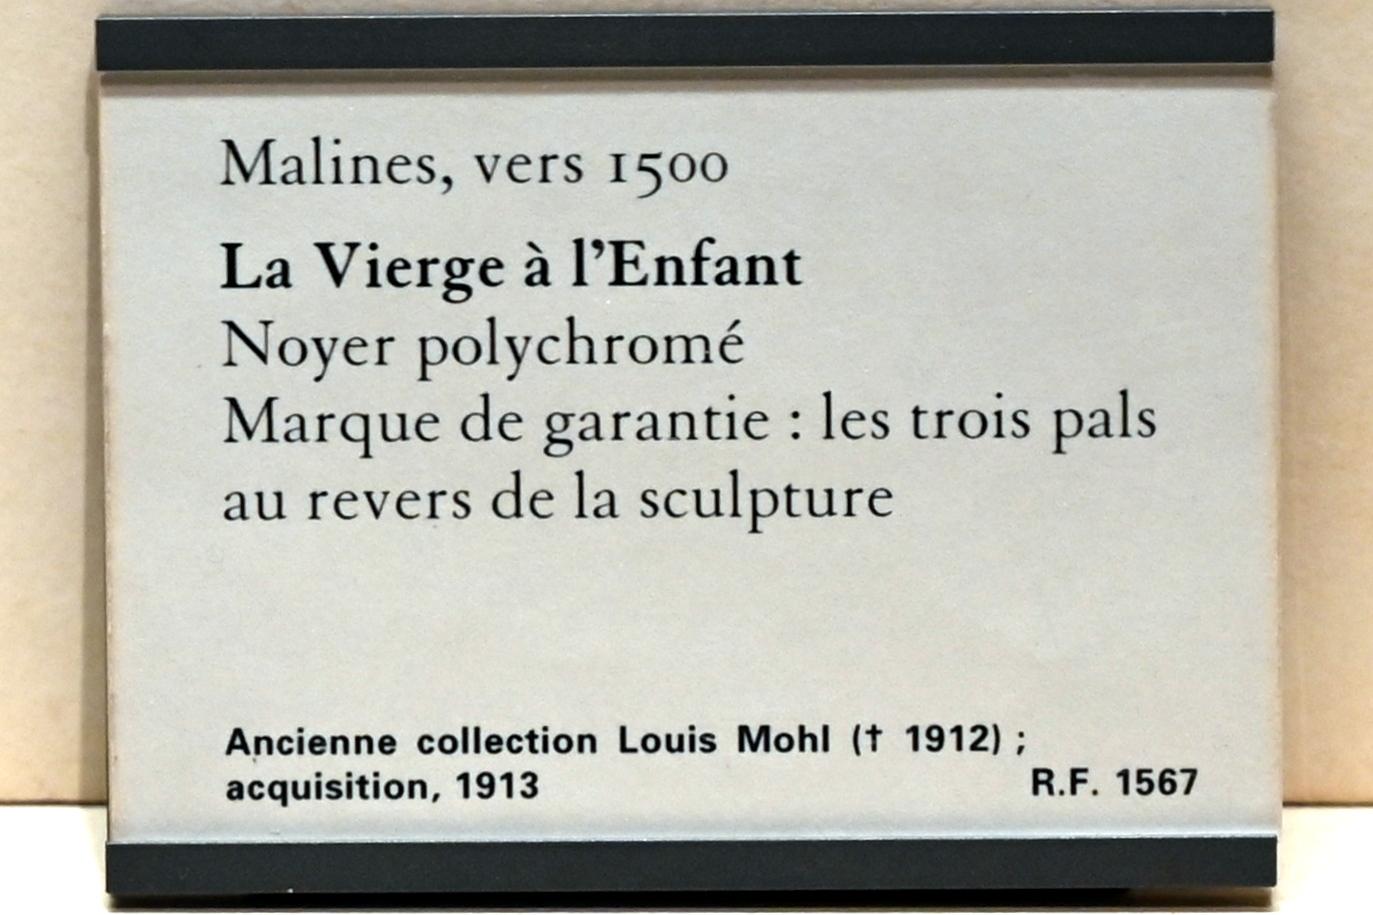 Malines, vers 1500
La Vierge à l’Enfant
Noyer polychromé
Marque de garantie : les trois pals
au revers de la sculpture
Ancienne collection Louis Mohl († 1912) ;
acquisition, 1913 R.F. 1567